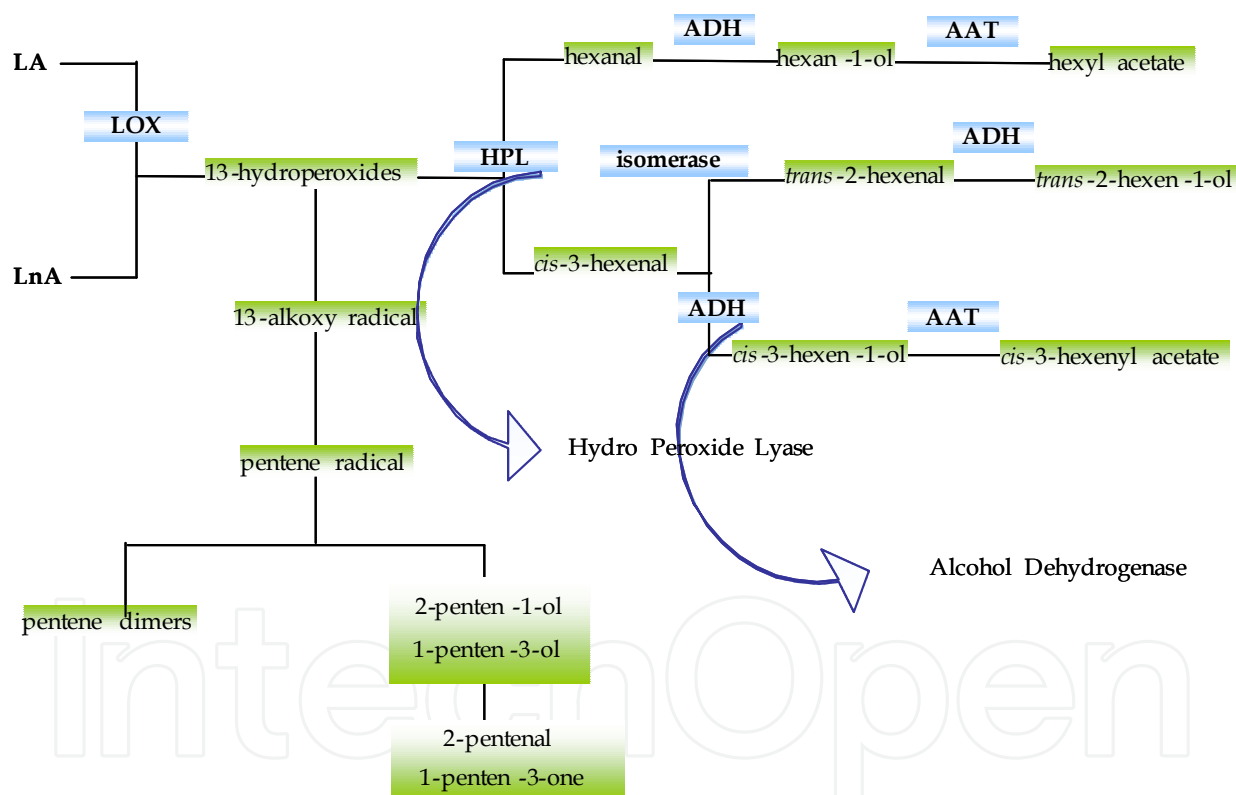 LA
LOX
LnA
13-hydroperoxides
HPL
hexanal
ADH
hexan -1-ol
AAT
hexyl acetate
isomerase
trans-2-hexenal
ADH
trans-2-hexen -1-ol
cis-3-hexenal
ADH
cis-3-hexen -1-ol
AAT
cis-3-hexenyl acetate
13-alkoxy radical
pentene radical
Hydro Peroxide Lyase
Alcohol Dehydrogenase
pentene dimers
2-penten -1-ol
1-penten -3-ol
2-pentenal
1-penten -3-one
IntechOpen